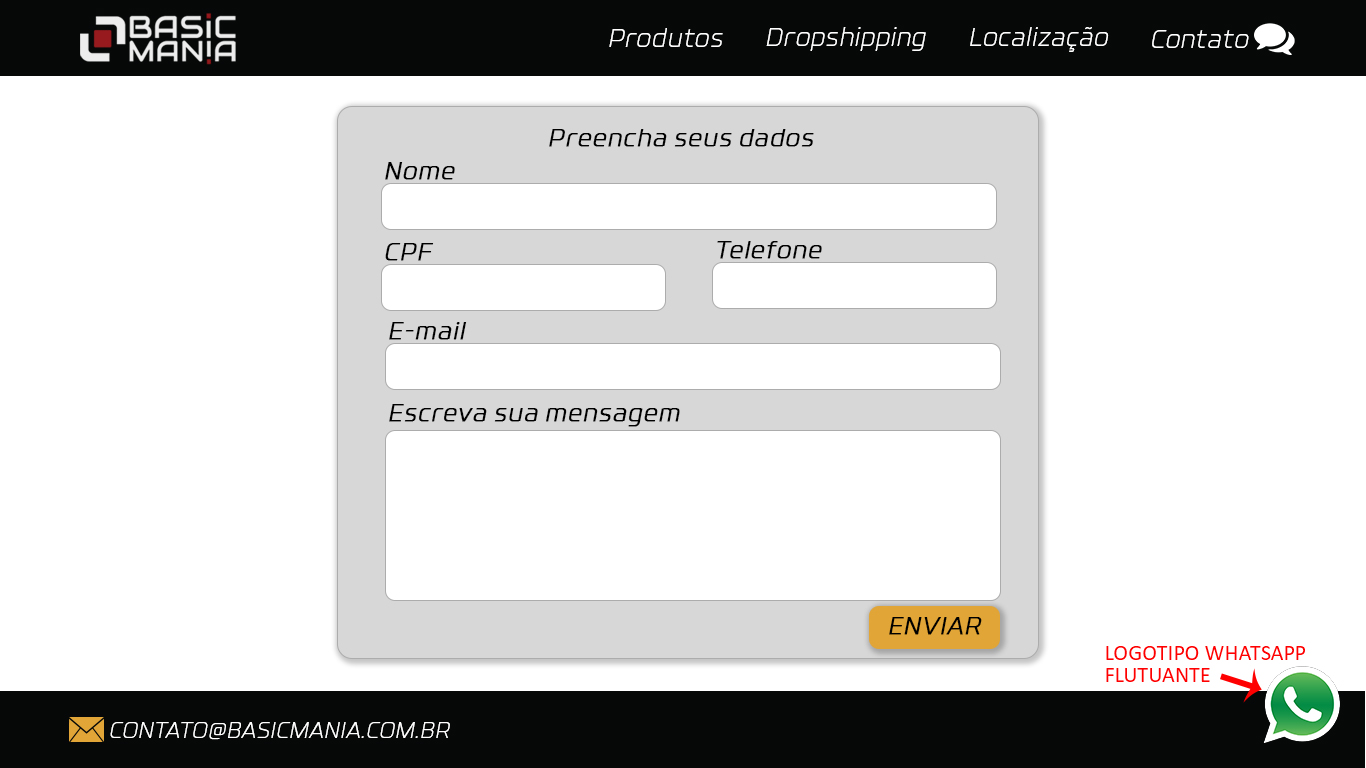 BASIC
MANIA
Produtos Dropshipping Localização Contato
Preencha seus dados
Nome
CPF Telefone
E-mail
Escreva sua mensagem
ENVIAR
LOGOTIPO WHATSAPP
FLUTUANTE
CONTATO@BASICMANIA.COM.BR